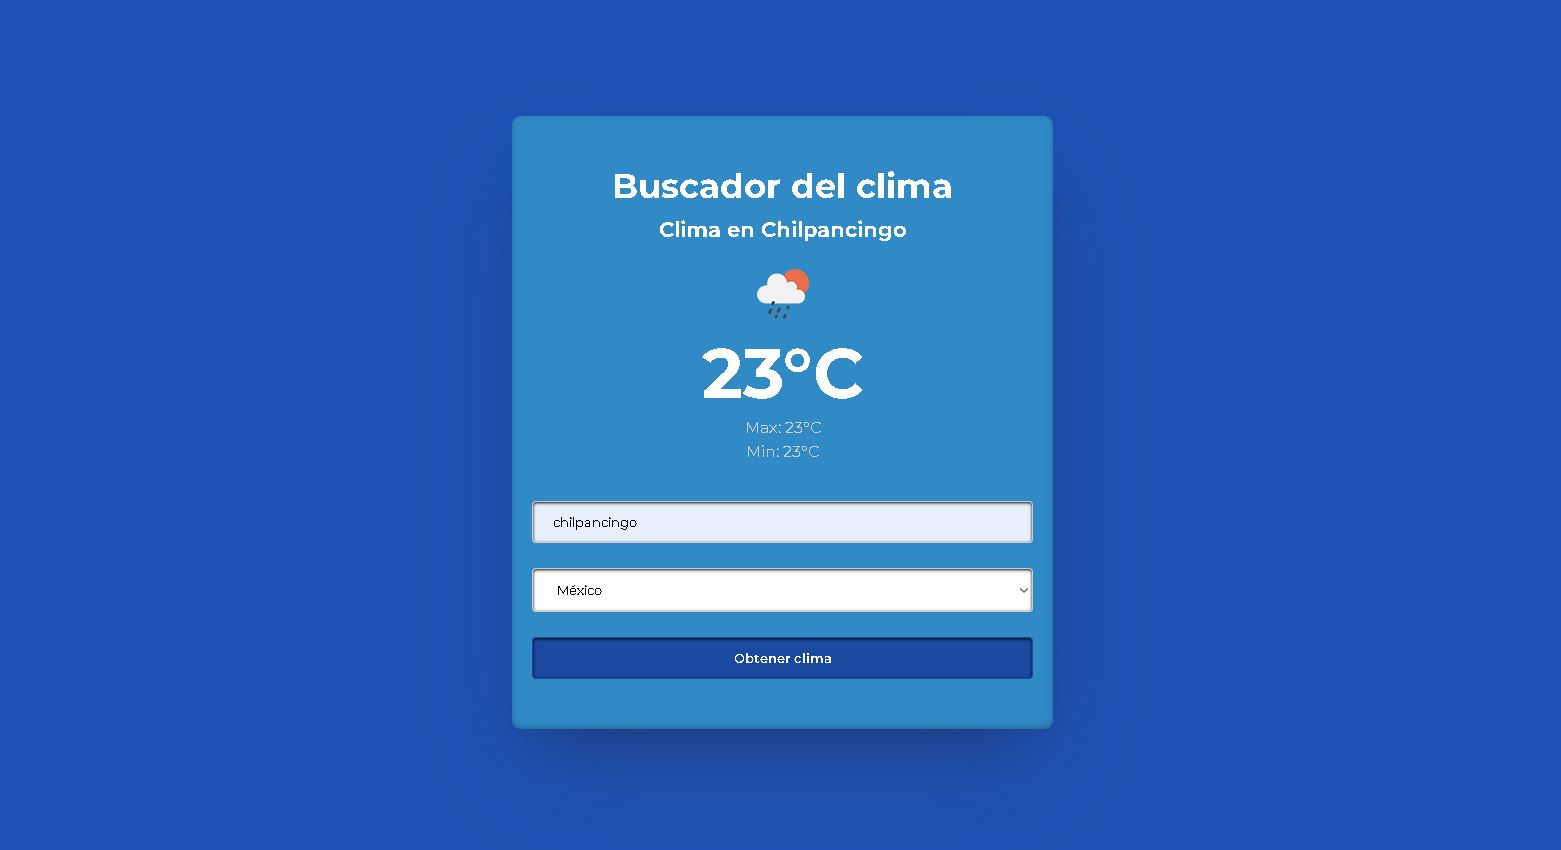 Buscador del clima
Clima en Chilpancingo
23°C
Max: 23°C
Min: 23°C
chilpancingo
México
Obtener clima